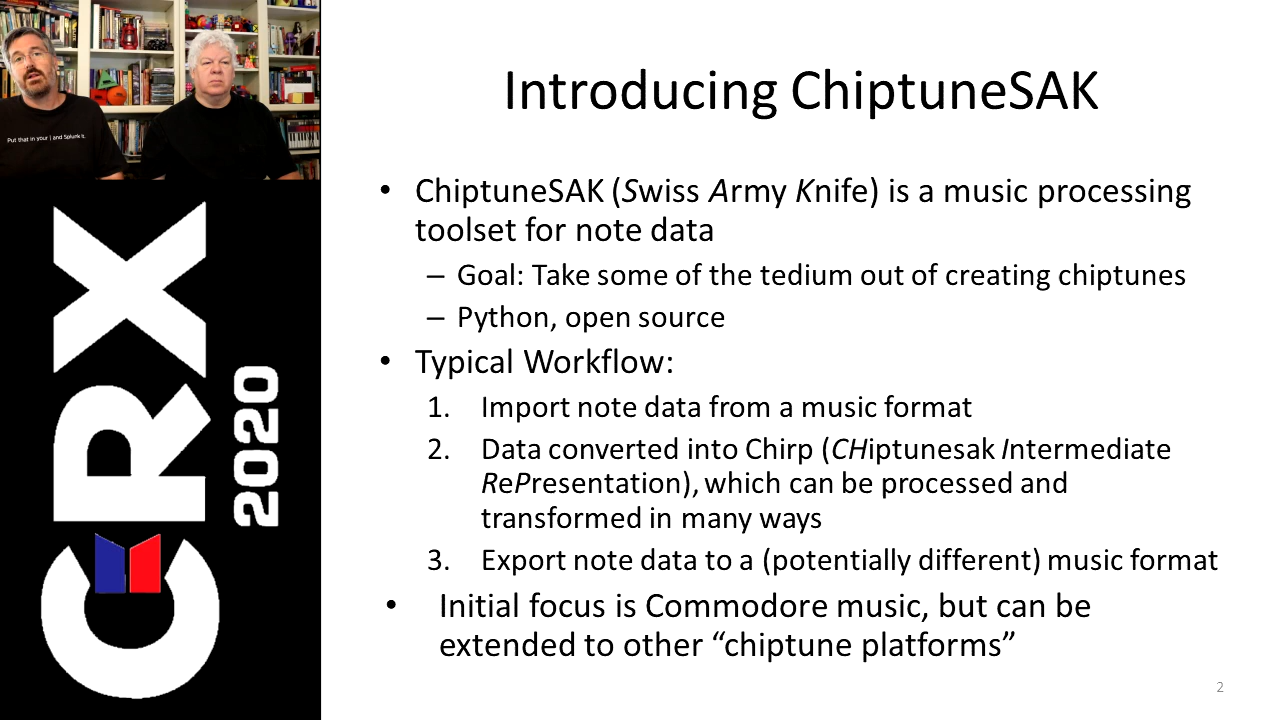 Put that in your | and Splunk it.
CRX
2020
Introducing ChiptuneSAK
• ChiptuneSAK (Swiss Army Knife) is a music processing
toolset for note data
– Goal: Take some of the tedium out of creating chiptunes
– Python, open source
• Typical Workflow:
1. Import note data from a music format
2. Data converted into Chirp (CHiptunesak Intermediate
RePresentation), which can be processed and
transformed in many ways
3. Export note data to a (potentially different) music format
• Initial focus is Commodore music, but can be
extended to other “chiptune platforms”
2